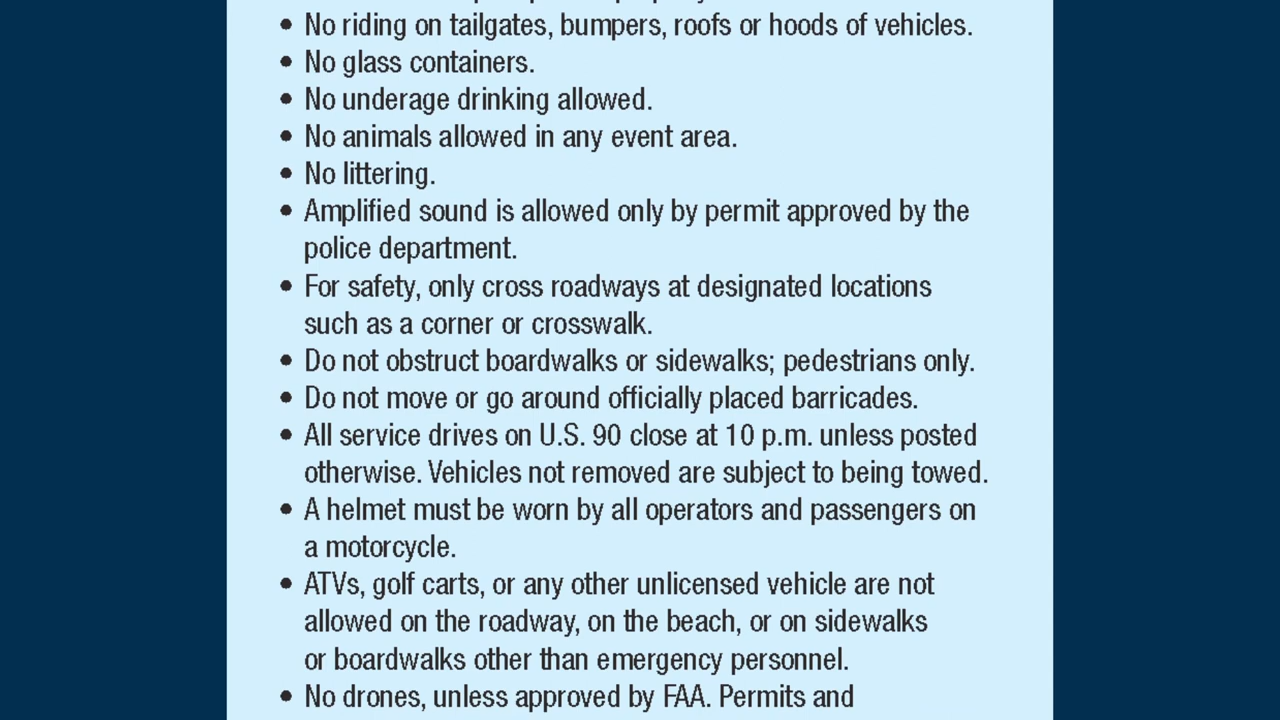 • No riding on tailgates, bumpers, roofs or hoods of vehicles.
• No glass containers.
• No underage drinking allowed.
• No animals allowed in any event area.
• No littering.
• Amplified sound is allowed only by permit approved by the
police department.
• For safety, only cross roadways at designated locations
such as a corner or crosswalk.
• Do not obstruct boardwalks or sidewalks; pedestrians only.
• Do not move or go around officially placed barricades.
• All service drives on U.S. 90 close at 10 p.m. unless posted
otherwise. Vehicles not removed are subject to being towed.
• A helmet must be worn by all operators and passengers on
a motorcycle.
• ATVs, golf carts, or any other unlicensed vehicle are not
allowed on the roadway, on the beach, or on sidewalks
or boardwalks other than emergency personnel.
• No drones, unless approved by FAA. Permits and